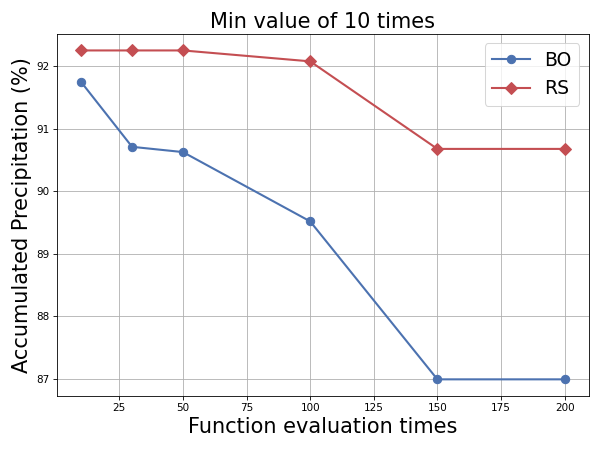 Min value of 10 times
Accumulated Precipitation (%)
92
91
90
89
88
87
BO
RS
25 50 75 100 125 150 175 200
Function evaluation times